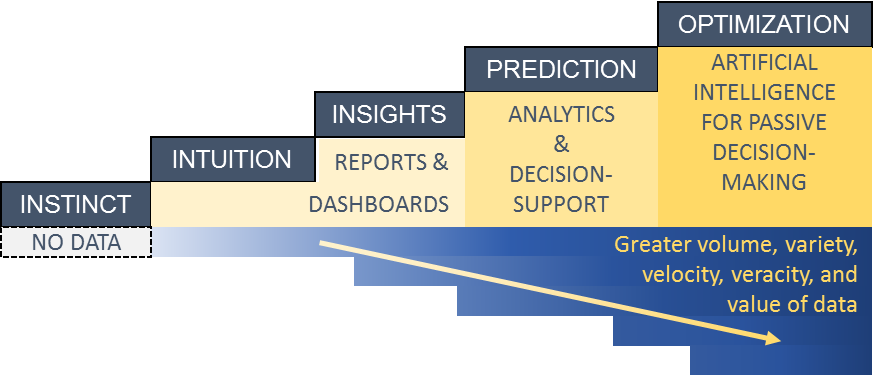 OPTIMIZATION
PREDICTION
INSIGHTS
INTUITION
INSTINCT
NO DATA
REPORTS &
DASHBOARDS
ANALYTICS
&
DECISION-
SUPPORT
ARTIFICIAL
INTELLIGENCE
FOR PASSIVE
DECISION-
MAKING
Greater volume, variety,
velocity, veracity, and
value of data